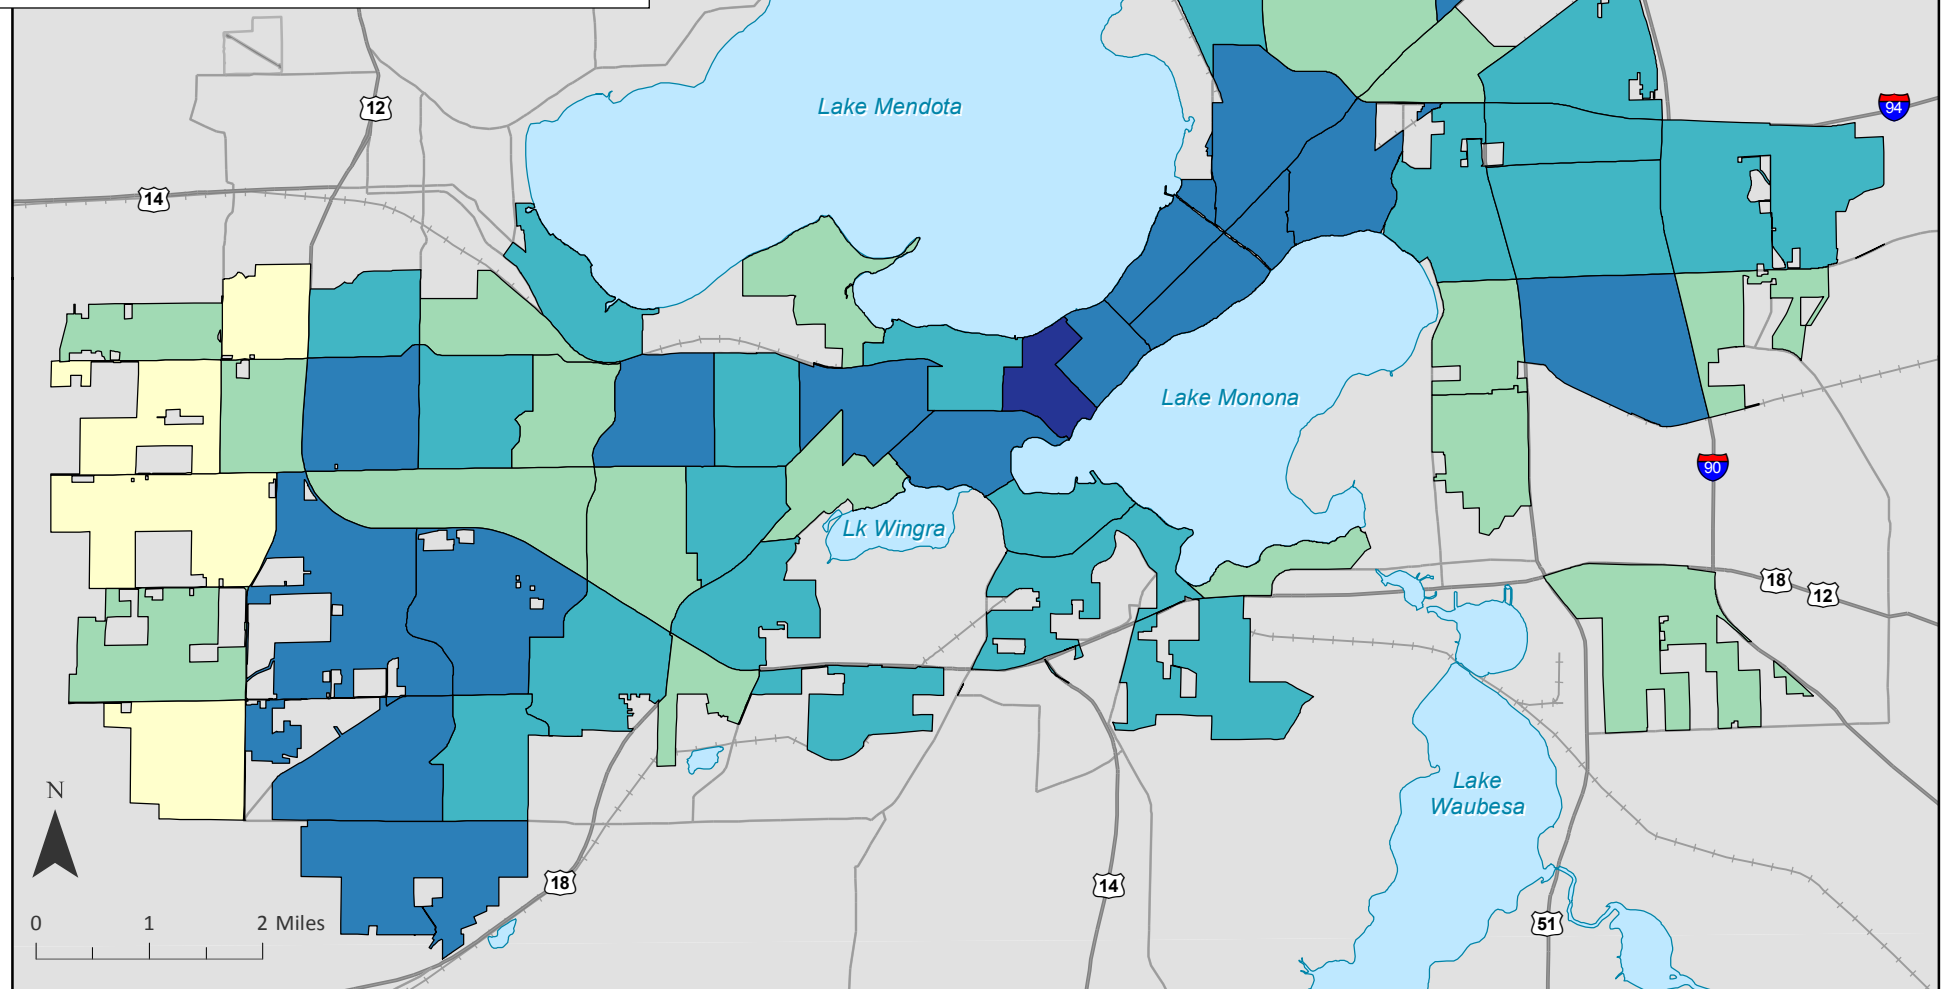 Lake Mendota
12
94
14
Lake Monona
90
Lk Wingra
18
12
Lake
Waubesa
N
18
14
0 1 2 Miles
51